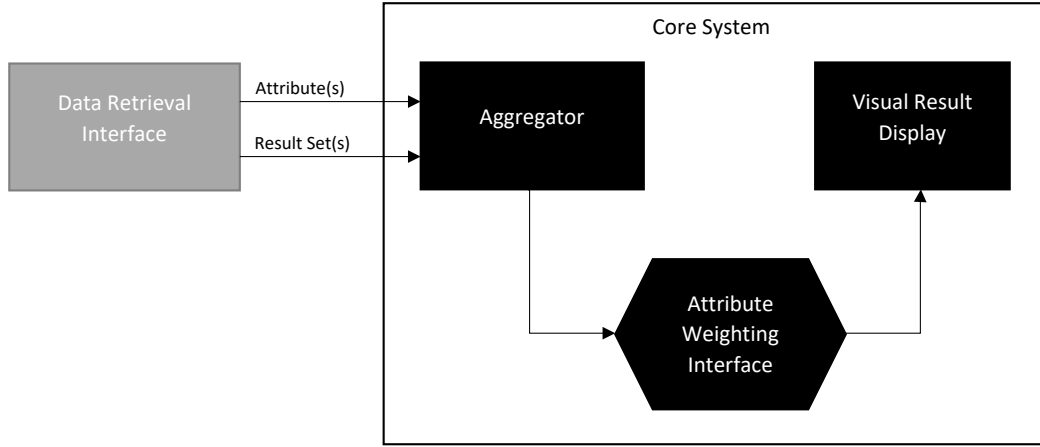 Core System
Data Retrieval
Interface
Attribute(s)
Result Set(s)
Aggregator
Visual Result
Display
Attribute
Weighting
Interface